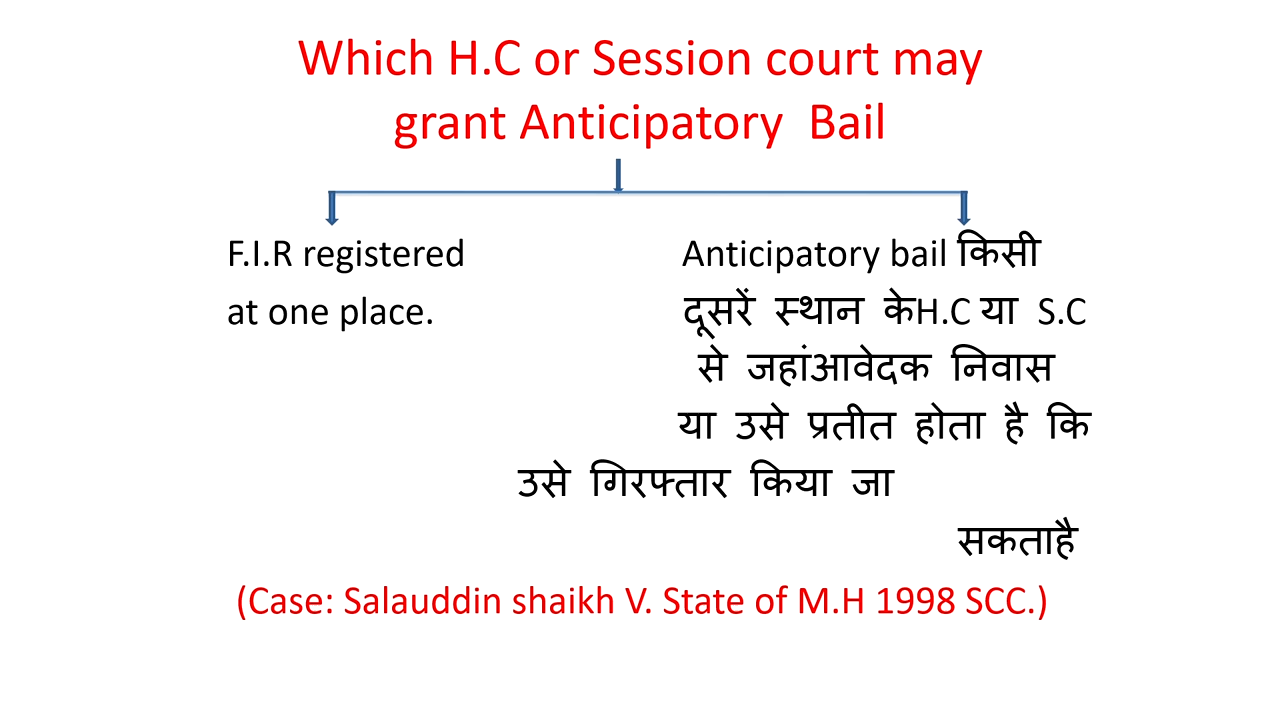 Which H.C or Session court may
grant Anticipatory Bail
F.I.R registered
at one place.
Anticipatory bail किसी
दूसरें स्थान केH.C या S.C
से जहांआवेदक निवास
या उसे प्रतीत होता है कि
उसे गिरफ्तार किया जा
सकताहै
(Case: Salauddin shaikh V. State of M.H 1998 SCC.)